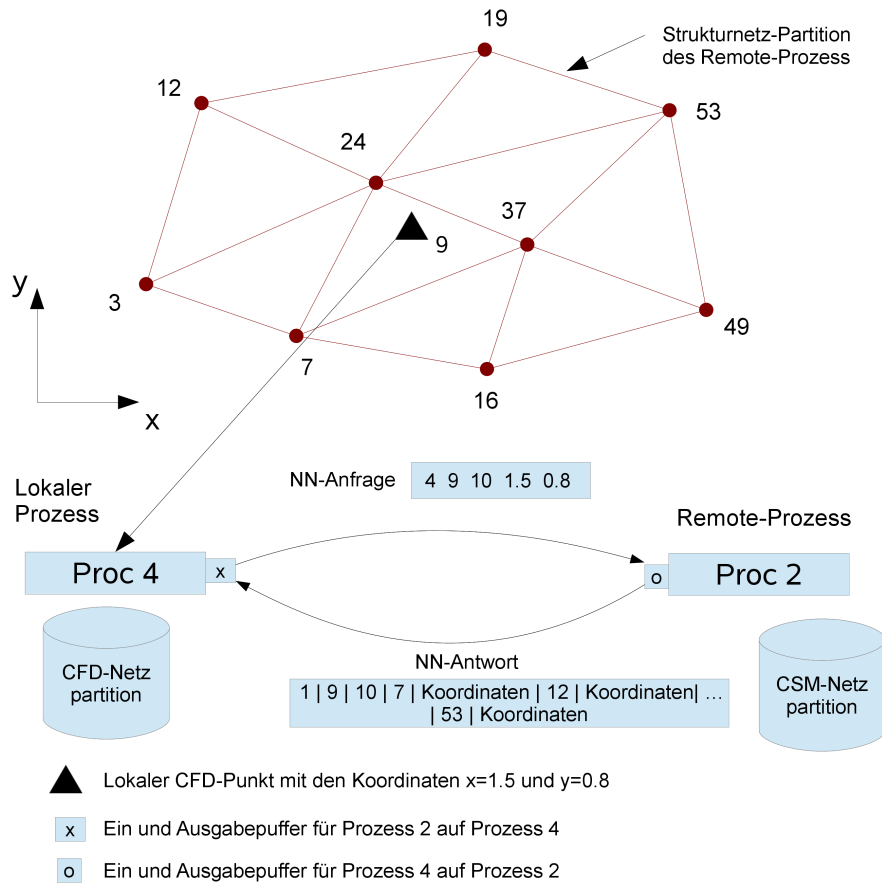 19
Strukturnetz-Partition
des Remote-Prozess
12
53
24
37
9
y
3
49
7
x
16
NN-Anfrage
4 9 10 1.5 0.8
Lokaler
Prozess
Remote-Prozess
Proc 4
x
o
Proc 2
NN-Antwort
CFD-Netz
partition
1 | 9 | 10 | 7 | Koordinaten | 12 | Koordinaten| ...
| 53 | Koordinaten
CSM-Netz
partition
Lokaler CFD-Punkt mit den Koordinaten x=1.5 und y=0.8
x Ein und Ausgabepuffer für Prozess 2 auf Prozess 4
o Ein und Ausgabepuffer für Prozess 4 auf Prozess 2